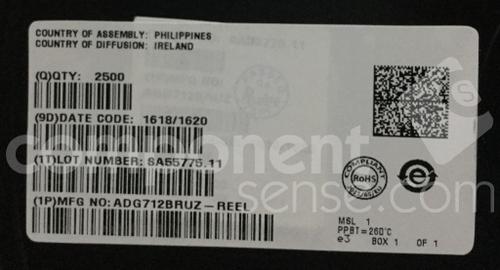 COUNTRY OF ASSEMBLY: PHILIPPINES
COUNTRY OF DIFFUSION: IRELAND
(Q)QTY: 2500
(9D)DATE CODE: 1618/1620
(1T)LOT NUMBER: SA55775.11
(1P)MFG NO: ADG712BRUZ-REEL
COMPLIANT
RoHS
e
MSL 1
PPBT=260°C
e3 BOX 1 OF 1
component
sense.com